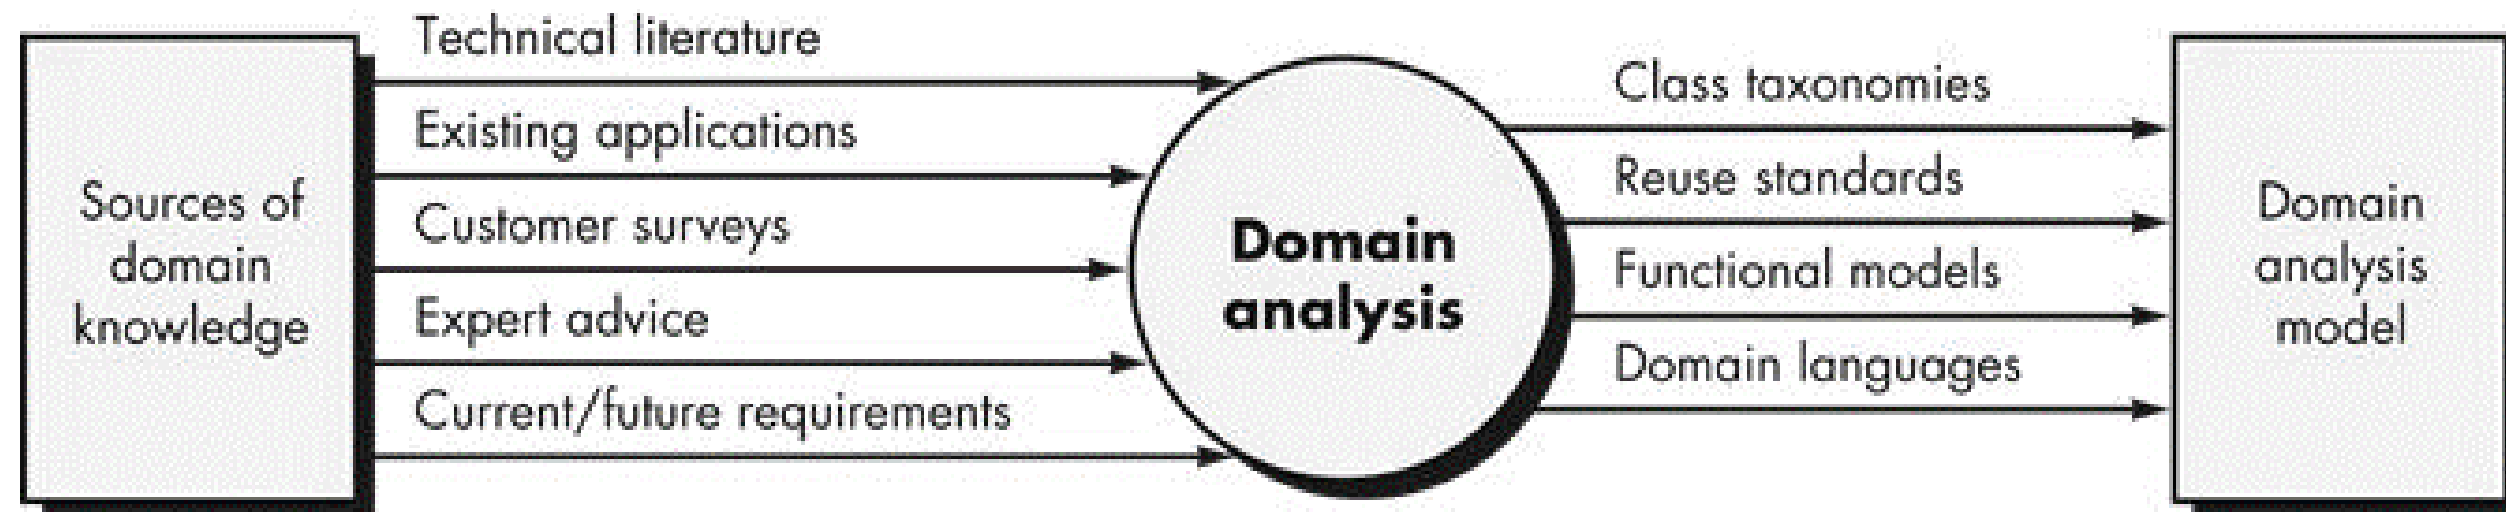 Sources of
domain
knowledge
Technical literature
Existing applications
Customer surveys
Expert advice
Current/future requirements
Domain
analysis
Class taxonomies
Reuse standards
Functional models
Domain languages
Domain
analysis
model